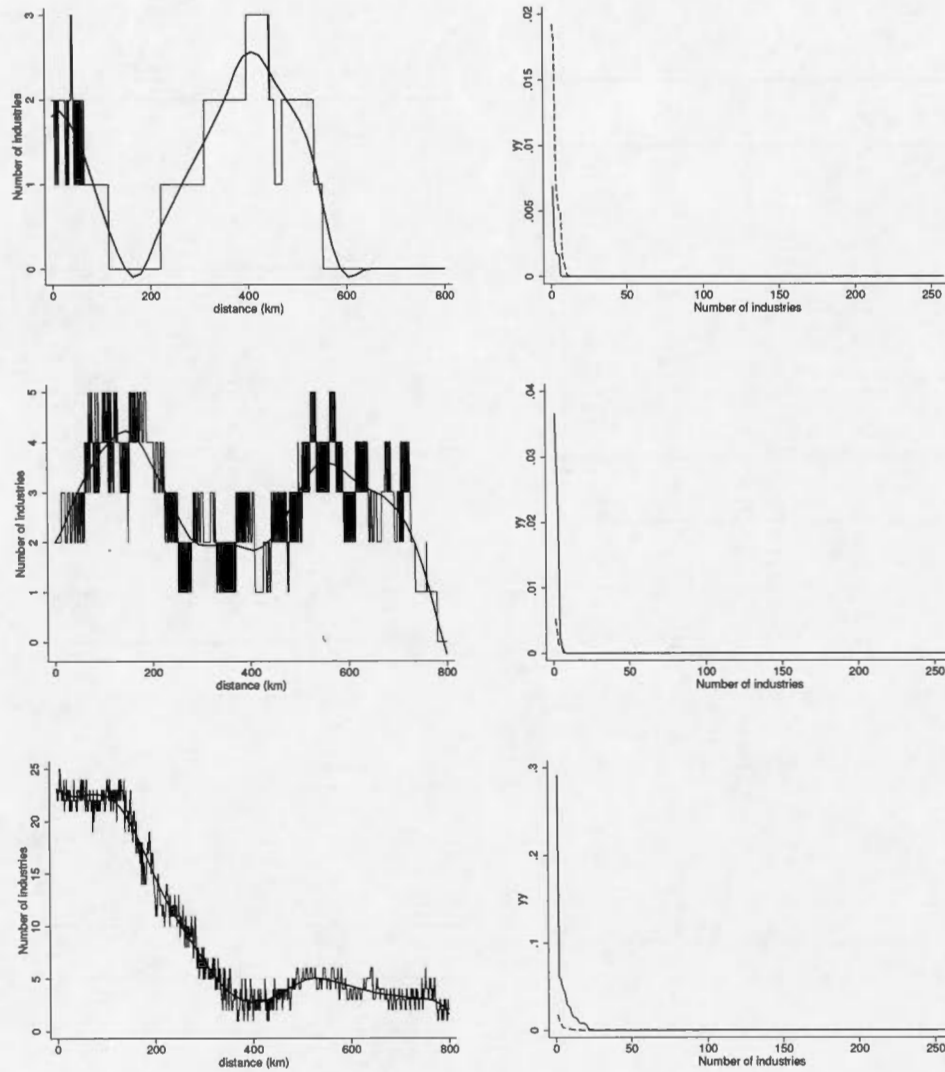 Number of industries
3
2
1
0
0 200 400 600 800
distance (km)
yy
.02
.015
.01
.005
0
0 50 100 150 200 250
Number of industries
Number of industries
5
4
3
2
1
0
0 200 400 600 800
distance (km)
yy
.04
.03
.02
.01
0
0 50 100 150 200 250
Number of industries
Number of industries
25
20
15
10
5
0
0 200 400 600 800
distance (km)
yy
.3
.2
.1
0
0 50 100 150 200 250
Number of industries